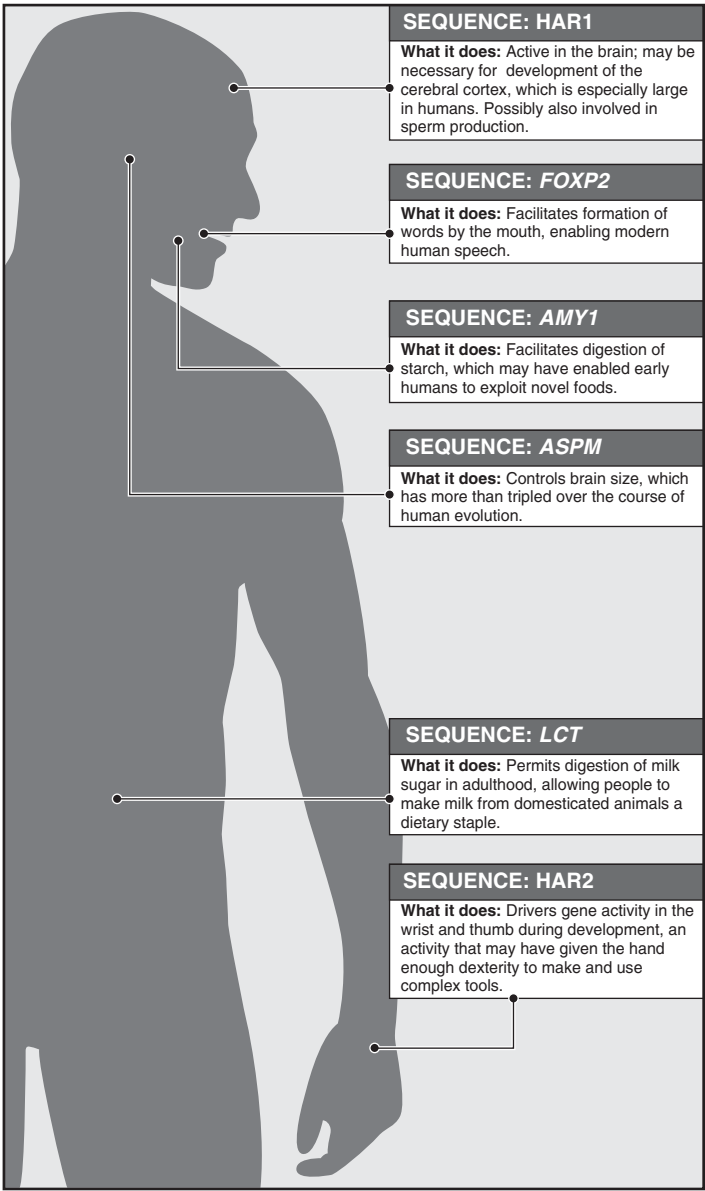 SEQUENCE: HAR1
What it does: Active in the brain; may be
necessary for development of the
cerebral cortex, which is especially large
in humans. Possibly also involved in
sperm production.
SEQUENCE: FOXP2
What it does: Facilitates formation of
words by the mouth, enabling modern
human speech.
SEQUENCE: AMY1
What it does: Facilitates digestion of
starch, which may have enabled early
humans to exploit novel foods.
SEQUENCE: ASPM
What it does: Controls brain size, which
has more than tripled over the course of
human evolution.
SEQUENCE: LCT
What it does: Permits digestion of milk
sugar in adulthood, allowing people to
make milk from domesticated animals a
dietary staple.
SEQUENCE: HAR2
What it does: Drivers gene activity in the
wrist and thumb during development, an
activity that may have given the hand
enough dexterity to make and use
complex tools.